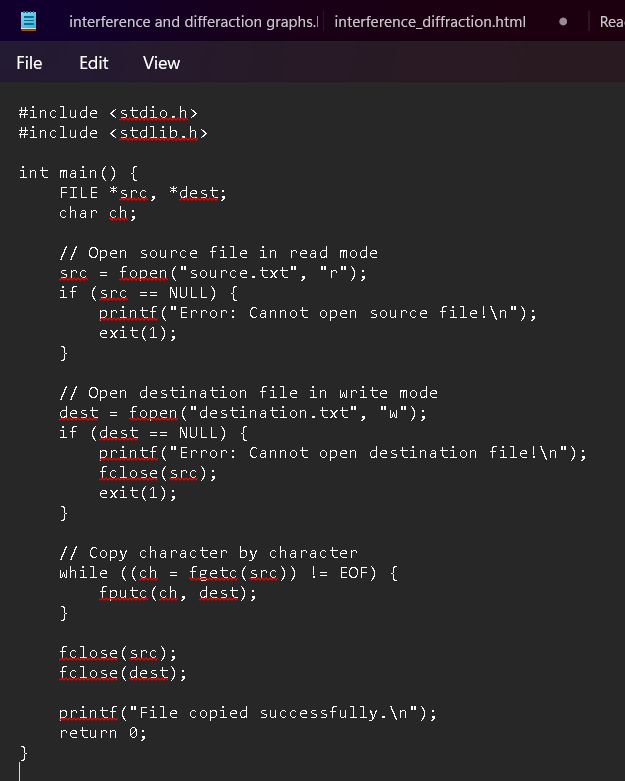 interference and differaction graphs.
interference_diffraction.html
Rea
File Edit View
#include <stdio.h>
#include <stdlib.h>
int main() {
    FILE *src, *dest;
    char ch;
    // Open source file in read mode
    src = fopen("source.txt", "r");
    if (src == NULL) {
        printf("Error: Cannot open source file!\n");
        exit(1);
    }
    // Open destination file in write mode
    dest = fopen("destination.txt", "w");
    if (dest == NULL) {
        printf("Error: Cannot open destination file!\n");
        fclose(src);
        exit(1);
    }
    // Copy character by character
    while ((ch = fgetc(src)) != EOF) {
        fputc(ch, dest);
    }
    fclose(src);
    fclose(dest);
    printf("File copied successfully.\n");
    return 0;
}